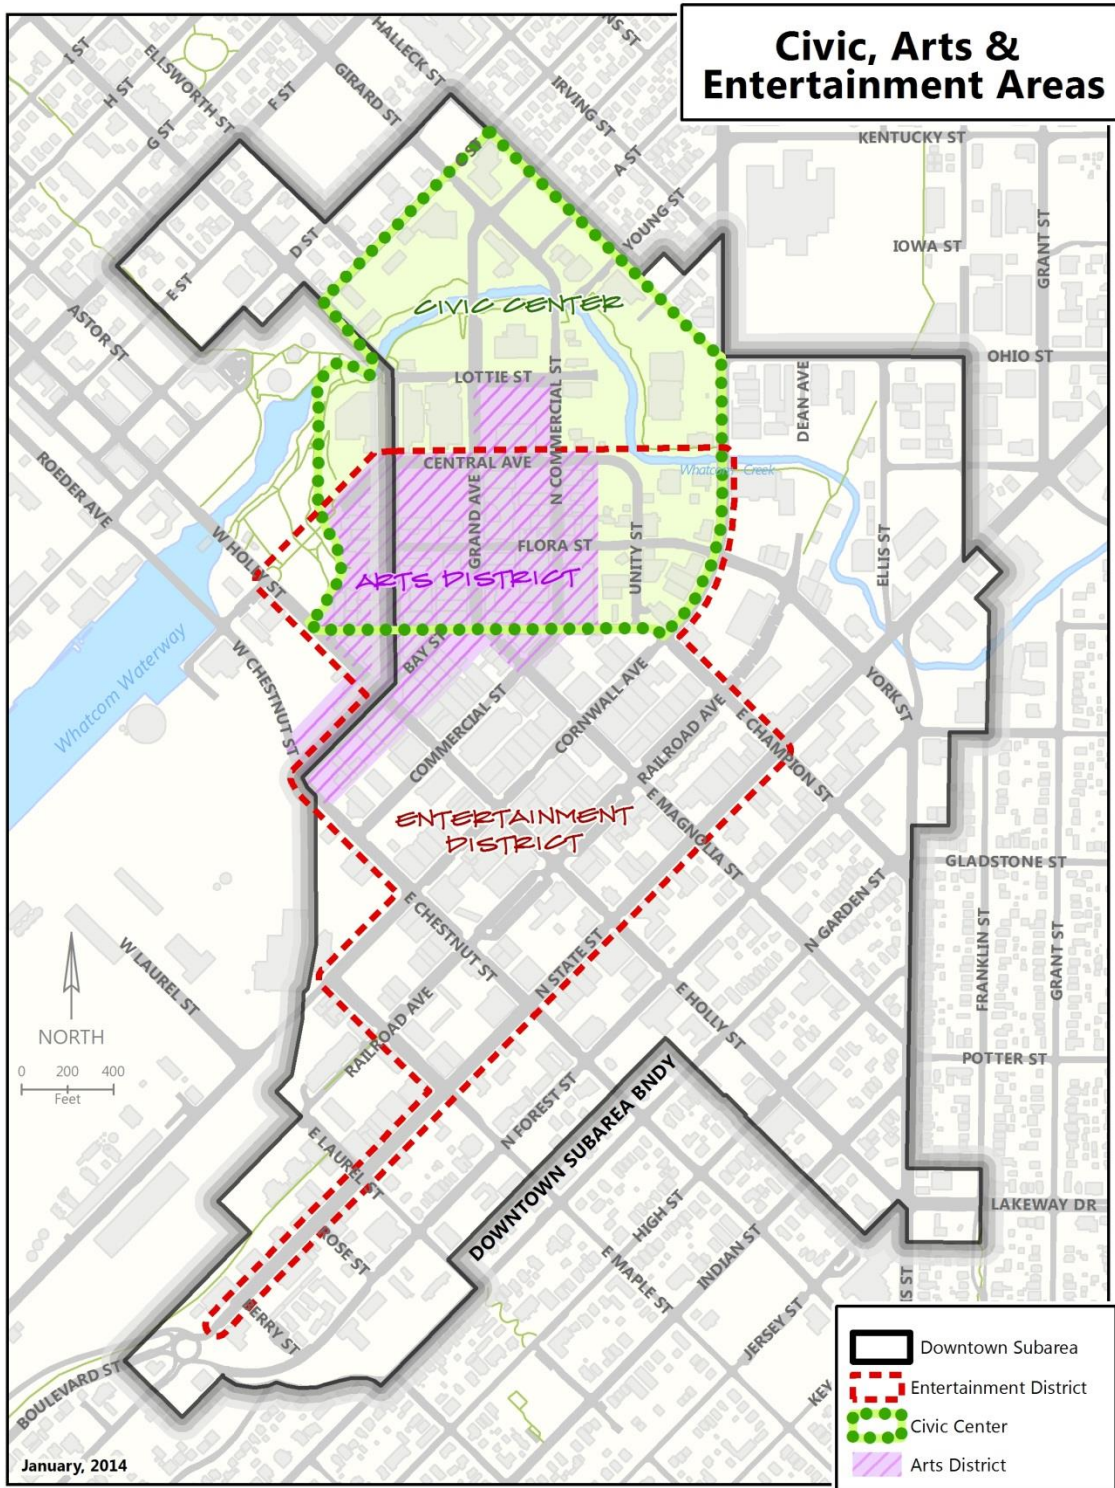 Civic, Arts &
Entertainment Areas
HALLECK ST
IRVING ST
I ST
H ST
ELLSWORTH ST
F ST
GIRARD ST
G ST
A ST
YOUNG ST
KENTUCKY ST
IOWA ST
GRANT ST
D ST
E ST
ASTOR ST
CIVIC CENTER
OHIO ST
LOTTIE ST
DEAN AVE
N COMMERCIAL ST
ROEDER AVE
CENTRAL AVE
Whatcom Creek
GRAND AVE
W HOLLY ST
FLORA ST
UNITY ST
ELLIS ST
ARTS DISTRICT
BAY ST
W CHESTNUT ST
Whatcom Waterway
COMMERCIAL ST
CORNWALL AVE
RAILROAD AVE
E CHAMPION ST
YORK ST
ENTERTAINMENT
DISTRICT
E MAGNOLIA ST
GLADSTONE ST
E CHESTNUT ST
N GARDEN ST
N STATE ST
FRANKLIN ST
GRANT ST
W LAUREL ST
NORTH
0 200 400
Feet
RAILROAD AVE
E HOLLY ST
POTTER ST
N FOREST ST
DOWNTOWN SUBAREA BNDY
E LAUREL ST
ROSE ST
HIGH ST
INDIAN ST
E MAPLE ST
LAKEWAY DR
IS ST
BERRY ST
JERSEY ST
KEY
BOULEVARD ST
Downtown Subarea
Entertainment District
Civic Center
Arts District
January, 2014